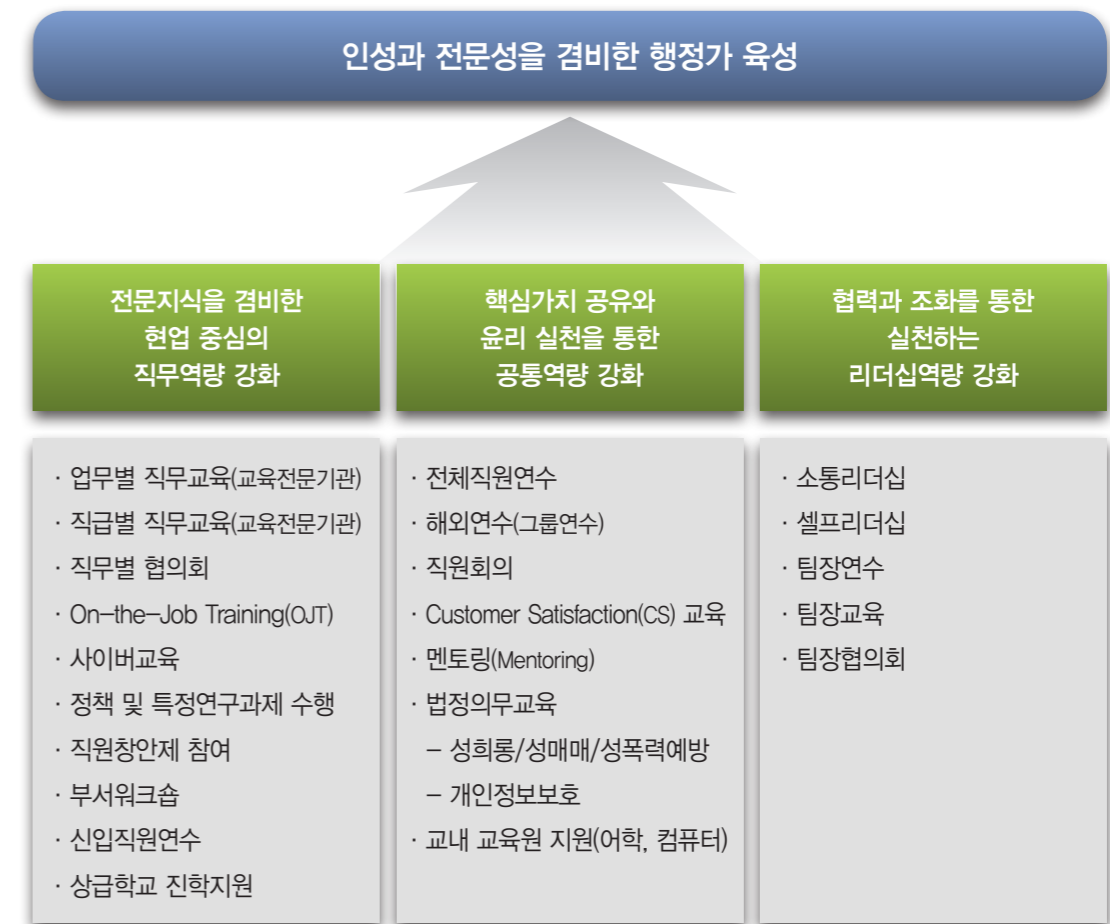 인성과 전문성을 겸비한 행정가 육성
전문지식을 겸비한
현업 중심의
직무역량 강화
핵심가치 공유와
윤리 실천을 통한
공통역량 강화
협력과 조화를 통한
실천하는
리더십역량 강화
· 업무별 직무교육(교육전문기관)
· 직급별 직무교육(교육전문기관)
· 직무별 협의회
· On-the-Job Training(OJT)
· 사이버교육
· 정책 및 특정연구과제 수행
· 직원창안제 참여
· 부서워크숍
· 신입직원연수
· 상급학교 진학지원
· 전체직원연수
· 해외연수(그룹연수)
· 직원회의
· Customer Satisfaction(CS) 교육
· 멘토링(Mentoring)
· 법정의무교육
- 성희롱/성매매/성폭력예방
- 개인정보보호
· 교내 교육원 지원(어학, 컴퓨터)
· 소통리더십
· 셀프리더십
· 팀장연수
· 팀장교육
· 팀장협의회